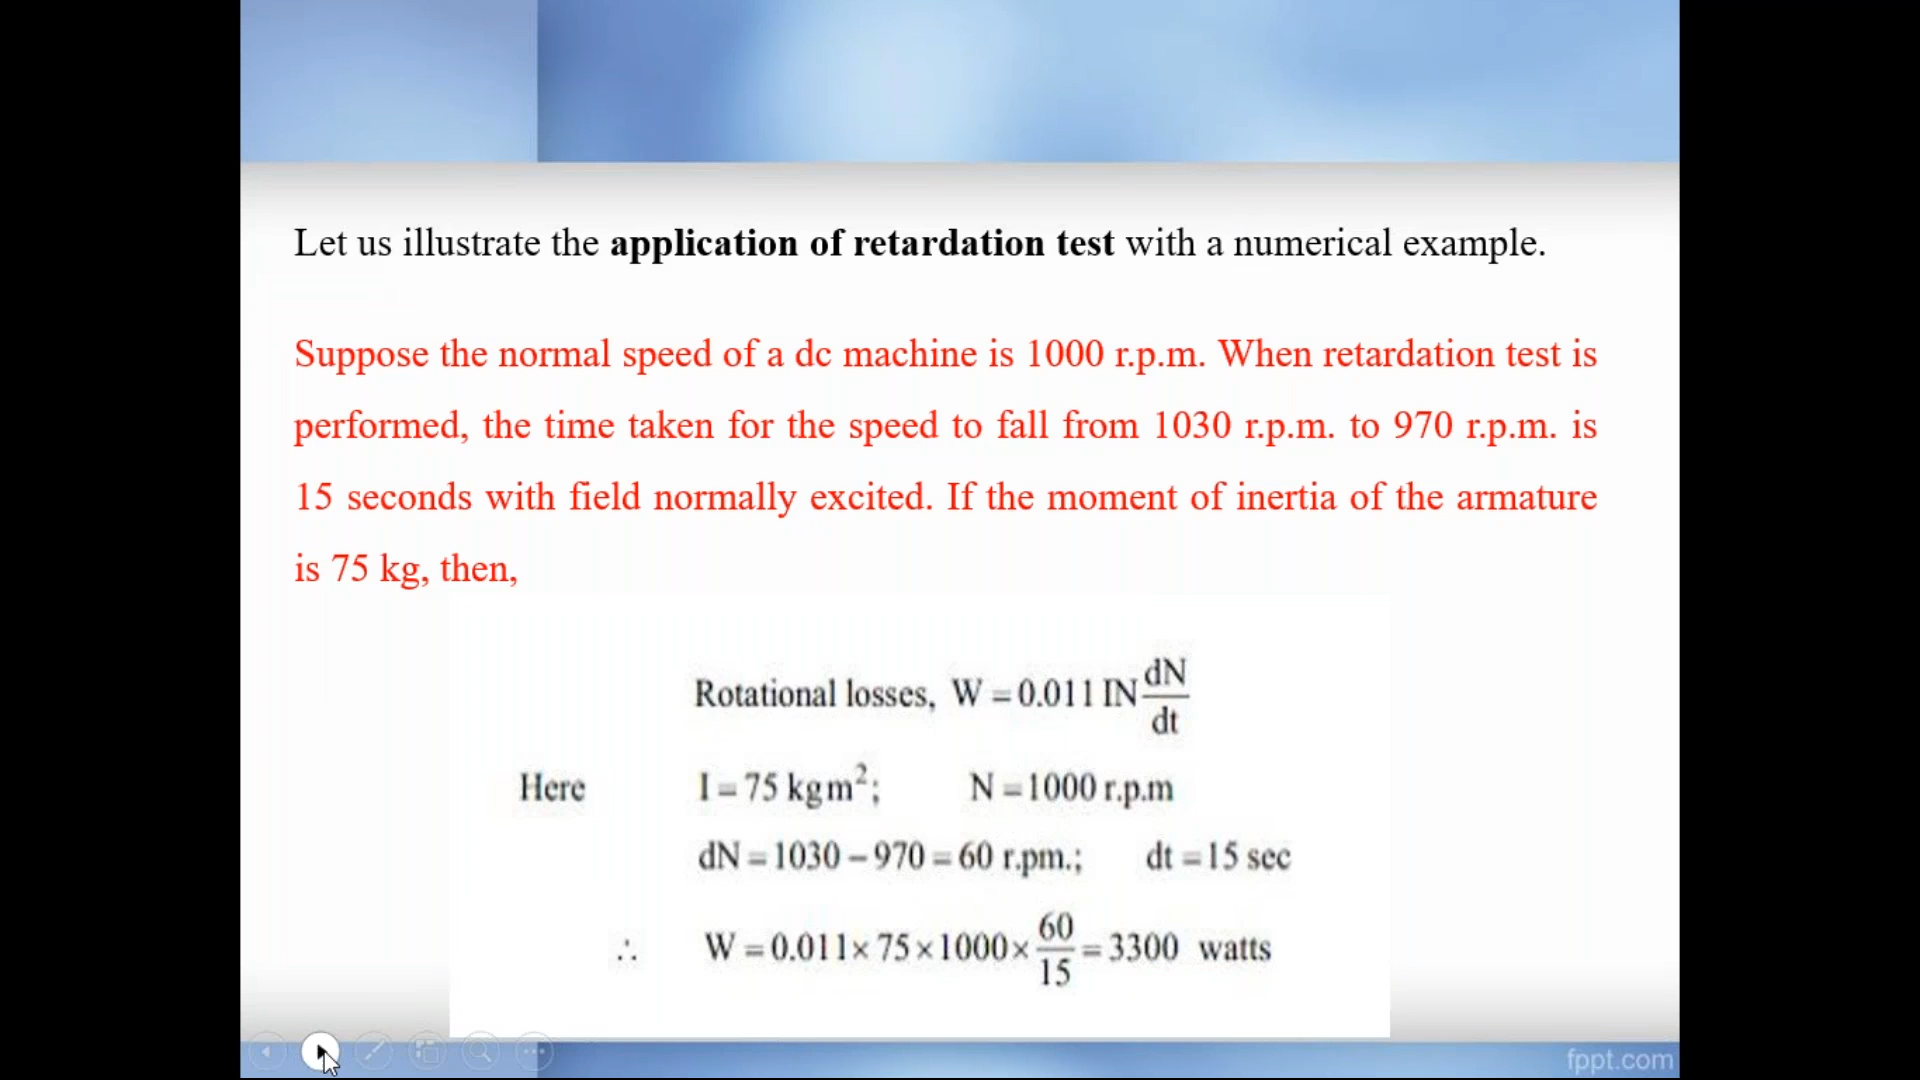 Let us illustrate the application of retardation test with a numerical example.
Suppose the normal speed of a dc machine is 1000 r.p.m. When retardation test is
performed, the time taken for the speed to fall from 1030 r.p.m. to 970 r.p.m. is
15 seconds with field normally excited. If the moment of inertia of the armature
is 75 kg, then,
Rotational losses, W = 0.011 IN dN/dt
Here I = 75 kgm²; N = 1000 r.p.m
dN = 1030 – 970 = 60 r.pm.; dt = 15 sec
∴ W = 0.011 × 75 × 1000 × 60/15 = 3300 watts
fppt.com